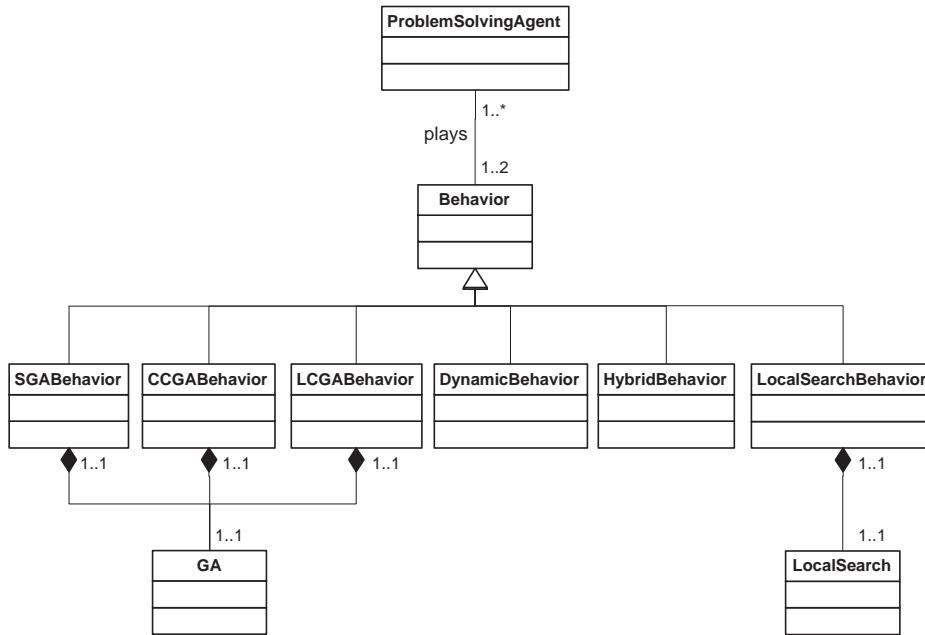 ProblemSolvingAgent
1..*
plays
1..2
Behavior
SGABehavior
CCGABehavior
LCGABehavior
DynamicBehavior
HybridBehavior
LocalSearchBehavior
1..1
1..1
1..1
1..1
1..1
1..1
GA
LocalSearch